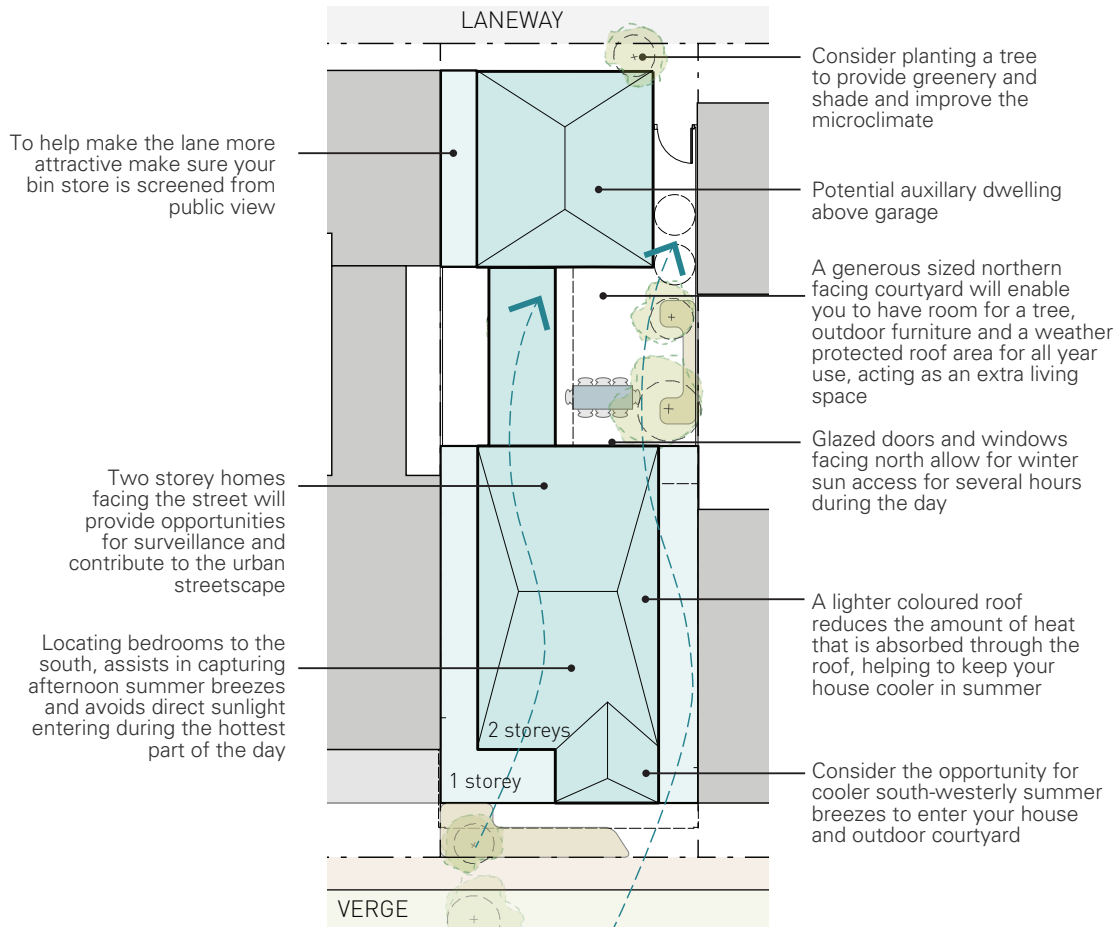 LANEWAY
Consider planting a tree
to provide greenery and
shade and improve the
microclimate
To help make the lane more
attractive make sure your
bin store is screened from
public view
Potential auxillary dwelling
above garage
A generous sized northern
facing courtyard will enable
you to have room for a tree,
outdoor furniture and a weather
protected roof area for all year
use, acting as an extra living
space
Glazed doors and windows
facing north allow for winter
sun access for several hours
during the day
Two storey homes
facing the street will
provide opportunities
for surveillance and
contribute to the urban
streetscape
A lighter coloured roof
reduces the amount of heat
that is absorbed through the
roof, helping to keep your
house cooler in summer
Locating bedrooms to the
south, assists in capturing
afternoon summer breezes
and avoids direct sunlight
entering during the hottest
part of the day
2 storeys
1 storey
Consider the opportunity for
cooler south-westerly summer
breezes to enter your house
and outdoor courtyard
VERGE